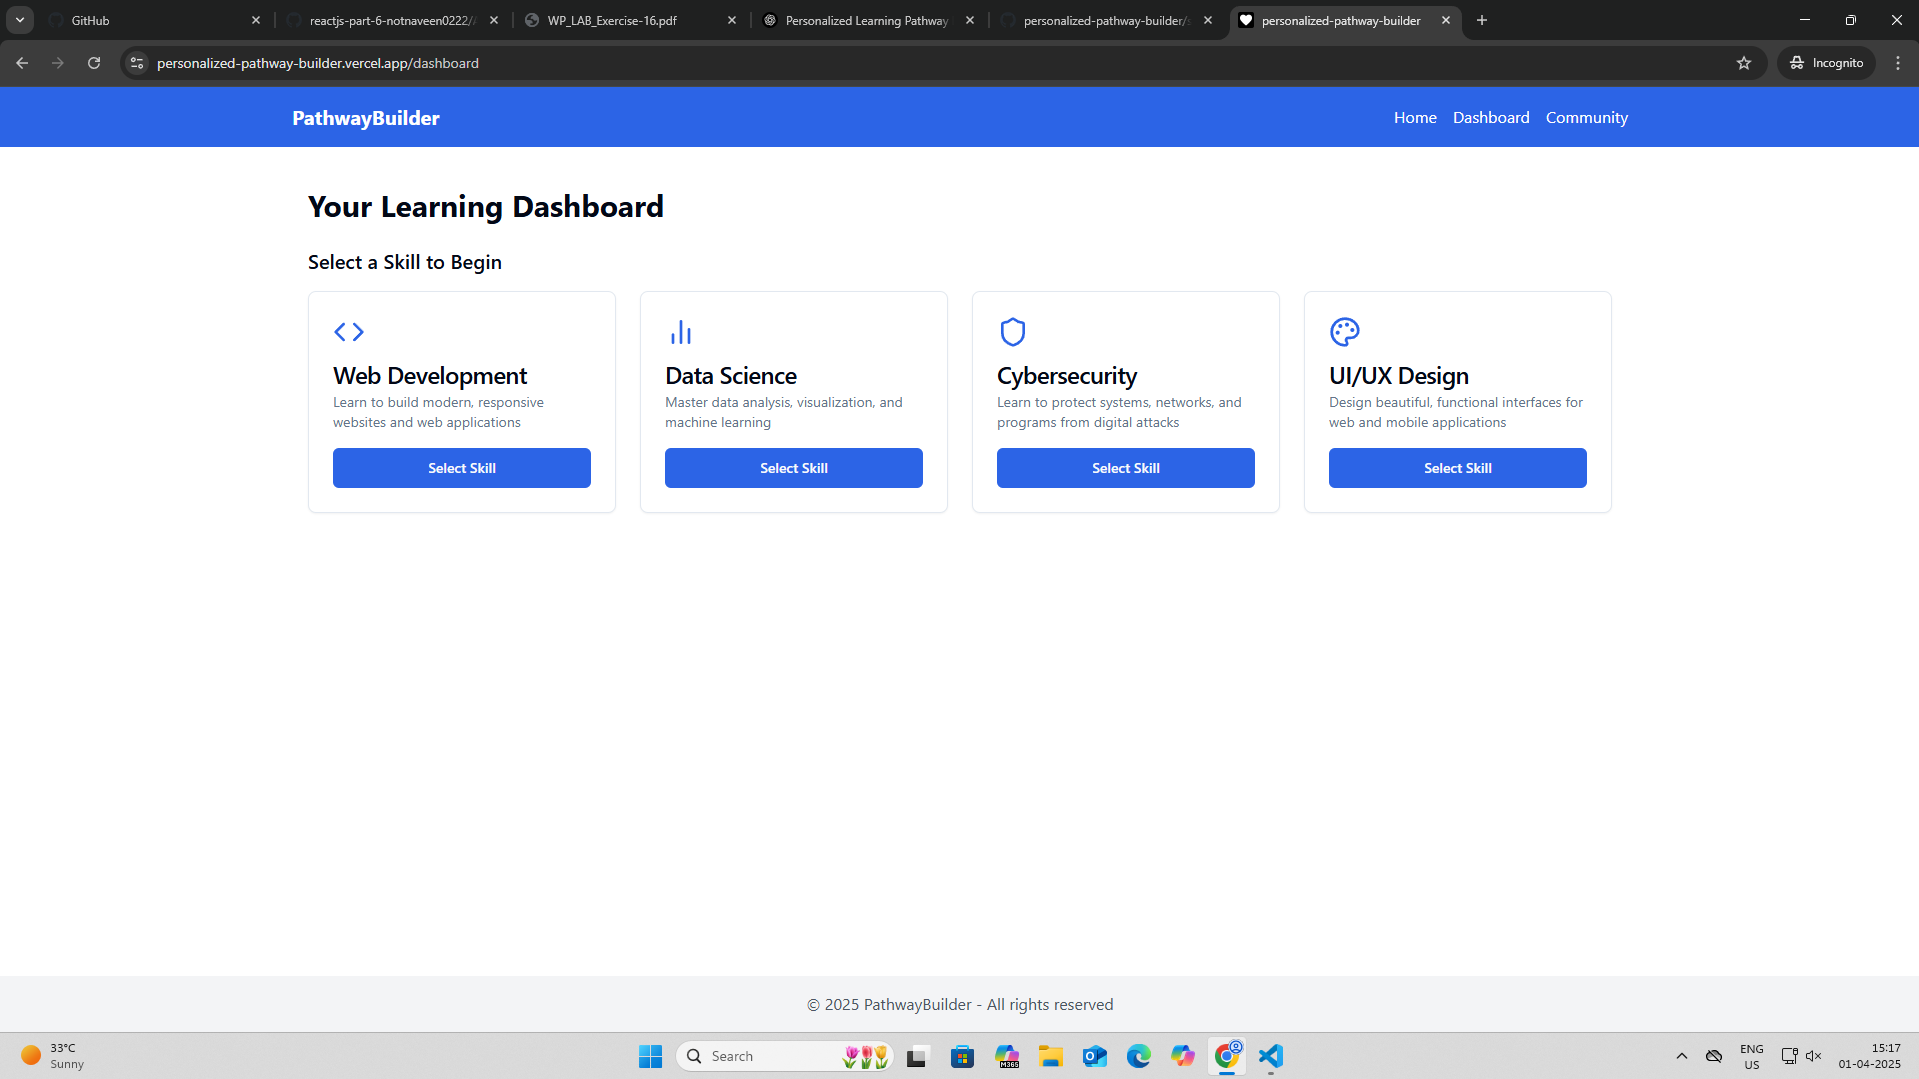 GitHub
reactjs-part-6-notnaveen0222/
WP_LAB_Exercise-16.pdf
Personalized Learning Pathway
personalized-pathway-builder/s
personalized-pathway-builder
personalized-pathway-builder.vercel.app/dashboard
Incognito
PathwayBuilder
Home
Dashboard
Community
Your Learning Dashboard
Select a Skill to Begin
Web Development
Learn to build modern, responsive
websites and web applications
Select Skill
Data Science
Master data analysis, visualization, and
machine learning
Select Skill
Cybersecurity
Learn to protect systems, networks, and
programs from digital attacks
Select Skill
UI/UX Design
Design beautiful, functional interfaces for
web and mobile applications
Select Skill
© 2025 PathwayBuilder - All rights reserved
33°C
Sunny
Search
M365
ENG
US
15:17
01-04-2025